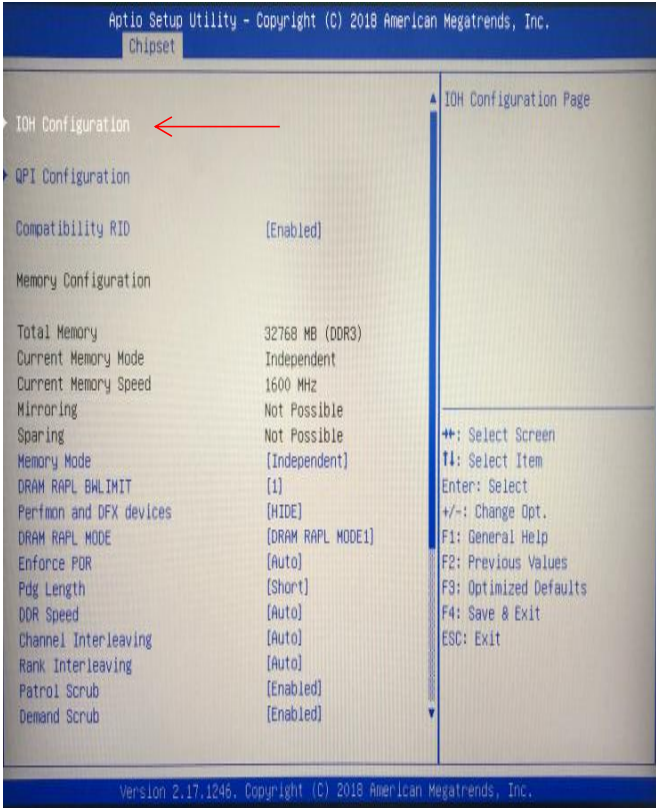 Aptio Setup Utility - Copyright (C) 2018 American Megatrends, Inc.
Chipset
IOH Configuration
QPI Configuration
Compatibility RID [Enabled]
Memory Configuration
Total Memory 32768 MB (DDR3)
Current Memory Mode Independent
Current Memory Speed 1600 MHz
Mirroring Not Possible
Sparing Not Possible
Memory Mode [Independent]
DRAM RAPL BWLIMIT [1]
Perfmon and DFX devices [HIDE]
DRAM RAPL MODE [DRAM RAPL MODE1]
Enforce POR [Auto]
Pdg Length [Short]
DDR Speed [Auto]
Channel Interleaving [Auto]
Rank Interleaving [Auto]
Patrol Scrub [Enabled]
Demand Scrub [Enabled]
IOH Configuration Page
→←: Select Screen
↑↓: Select Item
Enter: Select
+/-: Change Opt.
F1: General Help
F2: Previous Values
F3: Optimized Defaults
F4: Save & Exit
ESC: Exit
Version 2.17.1246. Copyright (C) 2018 American Megatrends, Inc.